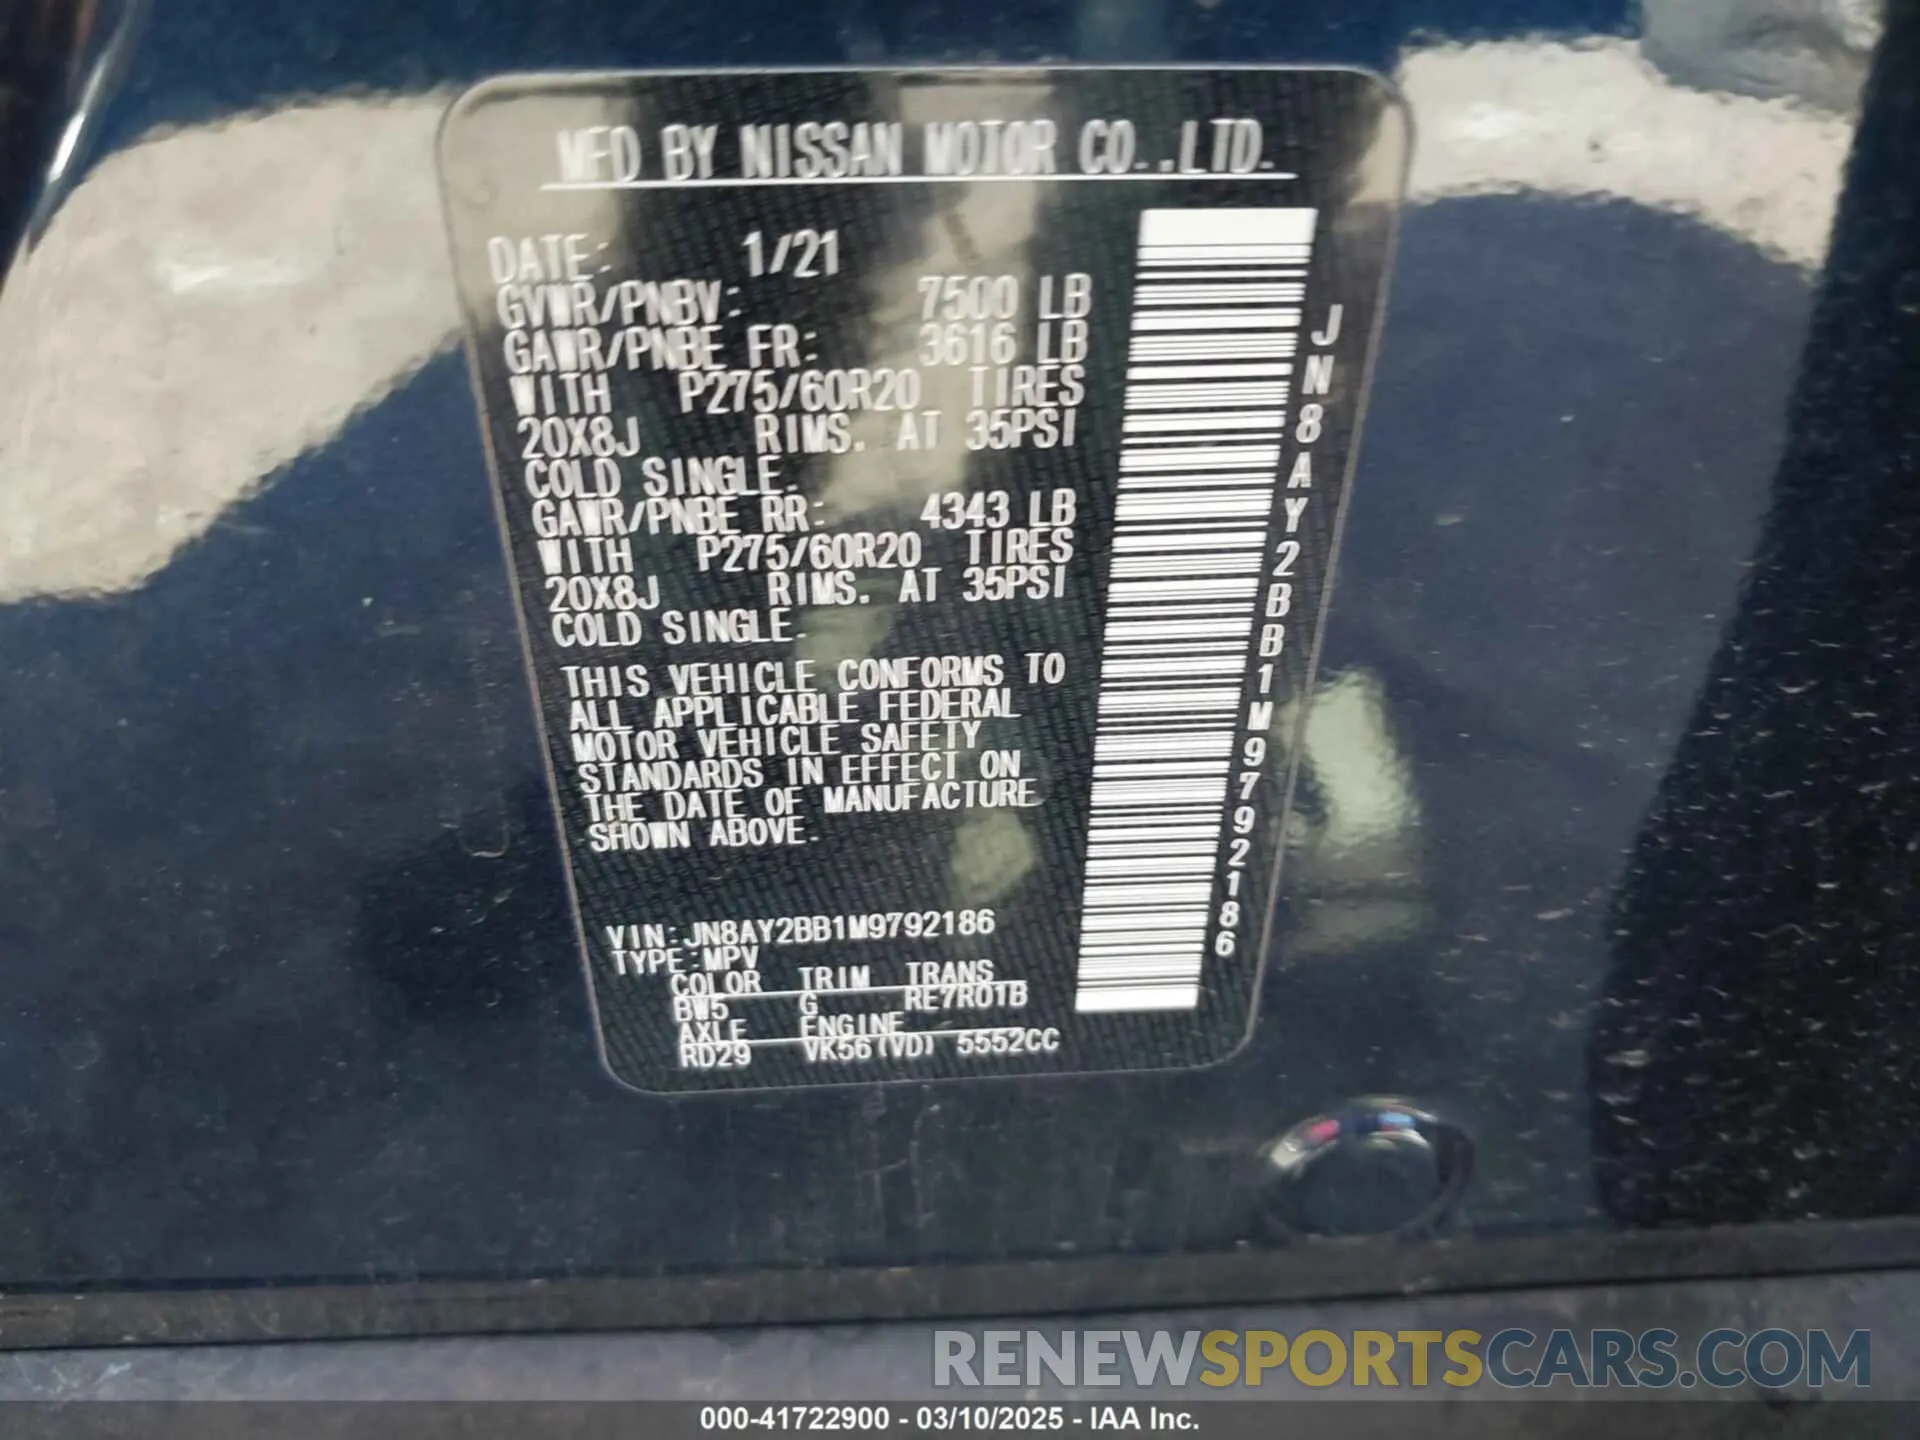 MFD BY NISSAN MOTOR CO.,LTD.
DATE: 1/21
GVWR/PNBV: 7500 LB
GAWR/PNBE FR: 3616 LB
WITH P275/60R20 TIRES
20X8J RIMS. AT 35PSI
COLD SINGLE.
GAWR/PNBE RR: 4343 LB
WITH P275/60R20 TIRES
20X8J RIMS. AT 35PSI
COLD SINGLE.
THIS VEHICLE CONFORMS TO
ALL APPLICABLE FEDERAL
MOTOR VEHICLE SAFETY
STANDARDS IN EFFECT ON
THE DATE OF MANUFACTURE
SHOWN ABOVE.
VIN:JN8AY2BB1M9792186
TYPE:MPV
COLOR TRIM TRANS
BW5 G RE7R01B
AXLE ENGINE
RD29 VK56(VD) 5552CC
JN8AY2BB1M9792186
RENEWSPORTSCARS.COM
000-41722900 - 03/10/2025 - IAA Inc.